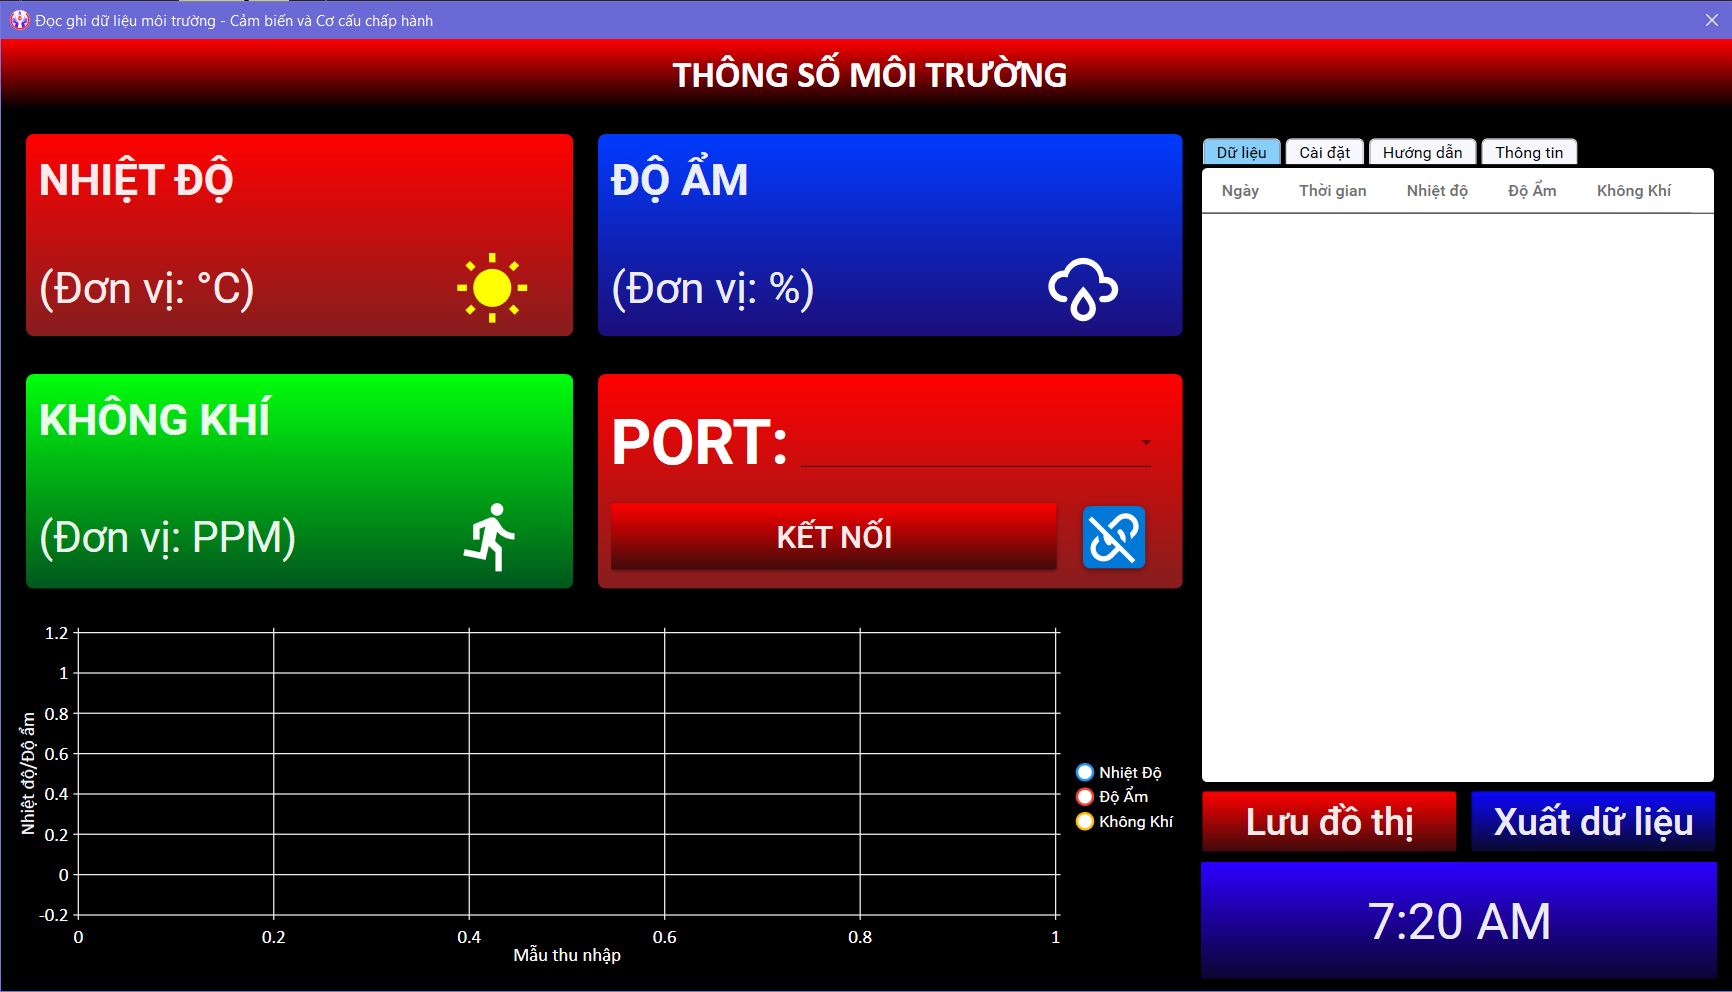 Đọc ghi dữ liệu môi trường - Cảm biến và Cơ cấu chấp hành
THÔNG SỐ MÔI TRƯỜNG
NHIỆT ĐỘ
(Đơn vị: °C)
ĐỘ ẨM
(Đơn vị: %)
KHÔNG KHÍ
(Đơn vị: PPM)
PORT:
KẾT NỐI
Dữ liệu
Cài đặt
Hướng dẫn
Thông tin
Ngày Thời gian Nhiệt độ Độ Ẩm Không Khí
Nhiệt độ/Độ ẩm
1.2
1
0.8
0.6
0.4
0.2
0
-0.2
0 0.2 0.4 0.6 0.8 1
Mẫu thu nhập
Nhiệt Độ
Độ Ẩm
Không Khí
Lưu đồ thị
Xuất dữ liệu
7:20 AM